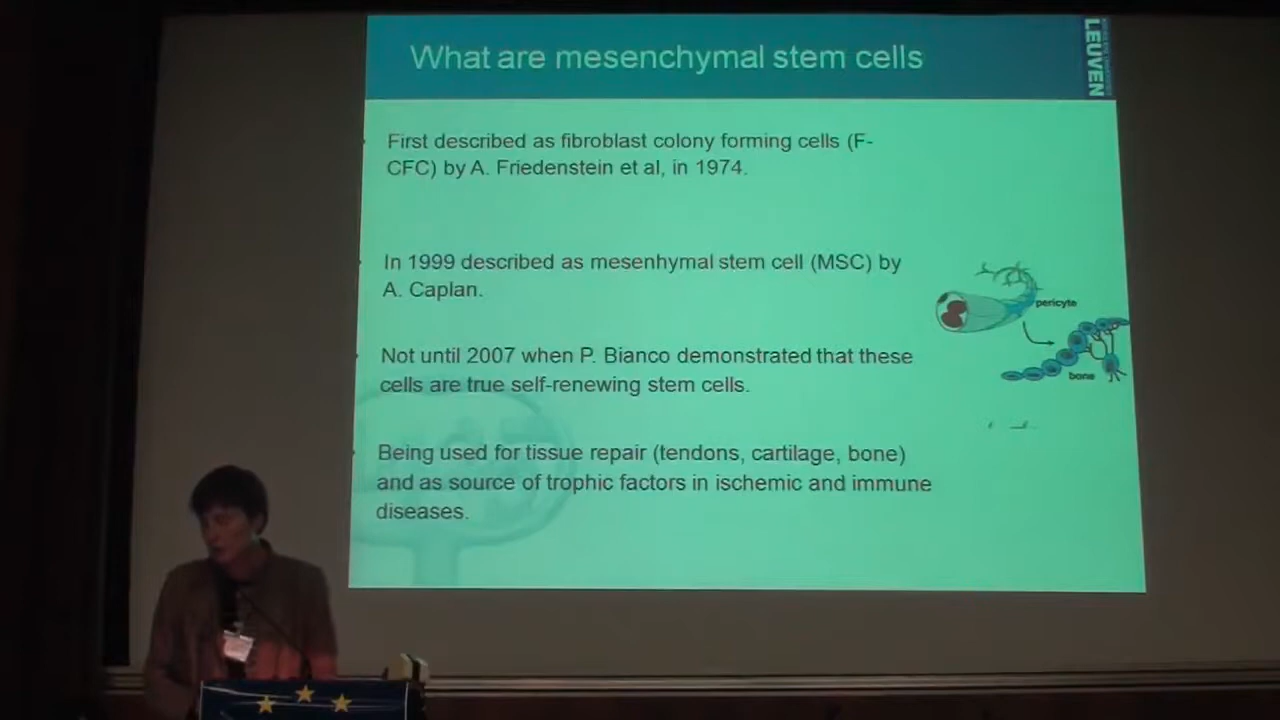 What are mesenchymal stem cells
LEUVEN
First described as fibroblast colony forming cells (F-
CFC) by A. Friedenstein et al, in 1974.
In 1999 described as mesenhymal stem cell (MSC) by
A. Caplan.
pericyte
Not until 2007 when P. Bianco demonstrated that these
cells are true self-renewing stem cells.
bone
Being used for tissue repair (tendons, cartilage, bone)
and as source of trophic factors in ischemic and immune
diseases.